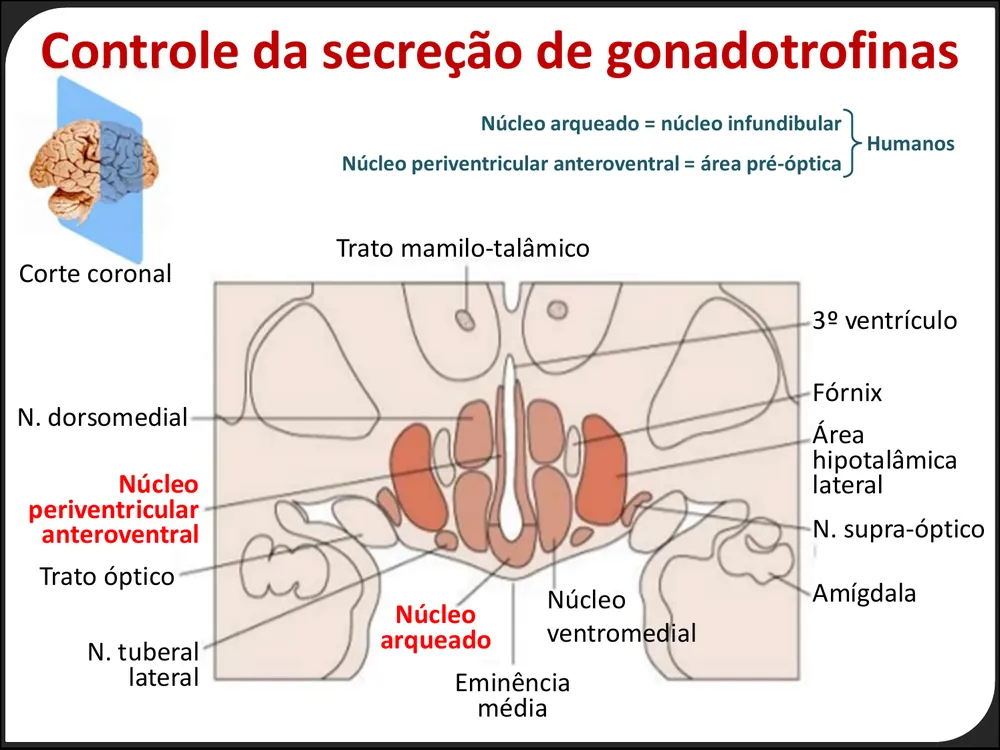 Controle da secreção de gonadotrofinas
Núcleo arqueado = núcleo infundibular
Núcleo periventricular anteroventral = área pré-óptica
Humanos
Corte coronal
Trato mamilo-talâmico
3º ventrículo
Fórnix
Área
hipotalâmica
lateral
N. supra-óptico
Amígdala
N. dorsomedial
Núcleo
periventricular
anteroventral
Trato óptico
N. tuberal
lateral
Núcleo
arqueado
Núcleo
ventromedial
Eminência
média